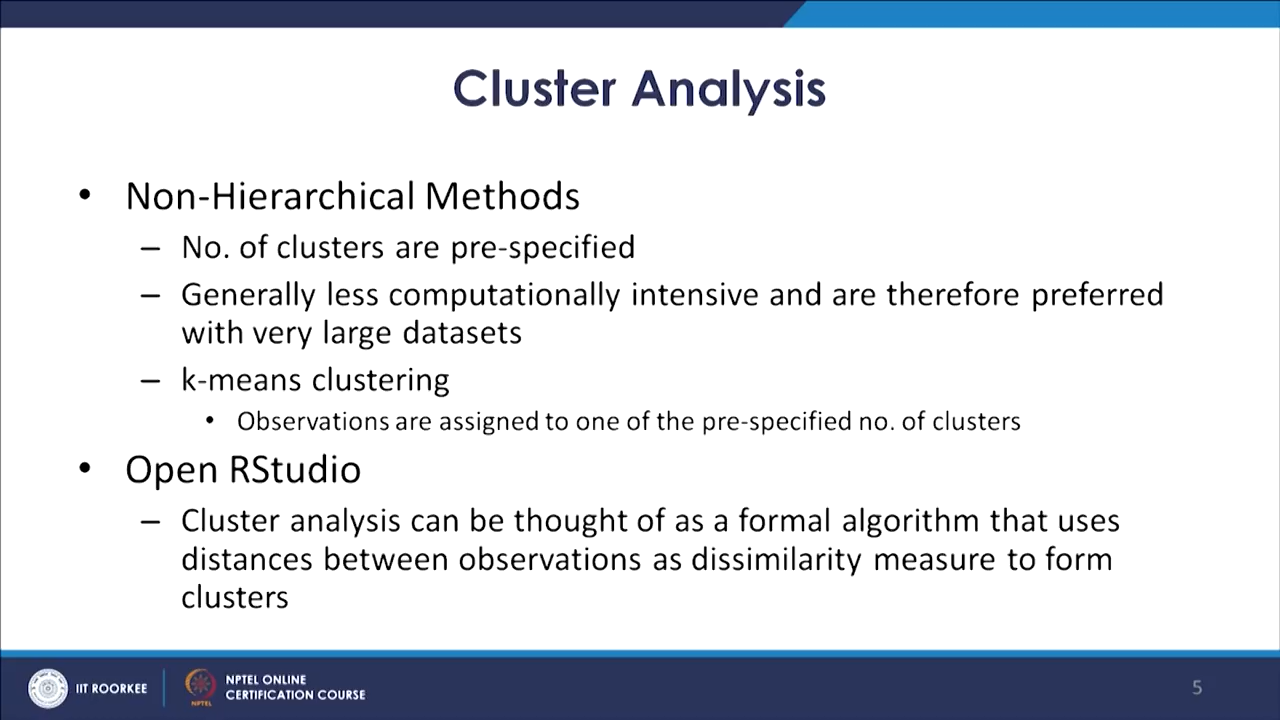 Cluster Analysis
• Non-Hierarchical Methods
– No. of clusters are pre-specified
– Generally less computationally intensive and are therefore preferred
with very large datasets
– k-means clustering
• Observations are assigned to one of the pre-specified no. of clusters
• Open RStudio
– Cluster analysis can be thought of as a formal algorithm that uses
distances between observations as dissimilarity measure to form
clusters
IIT ROORKEE
NPTEL
NPTEL ONLINE
CERTIFICATION COURSE
5